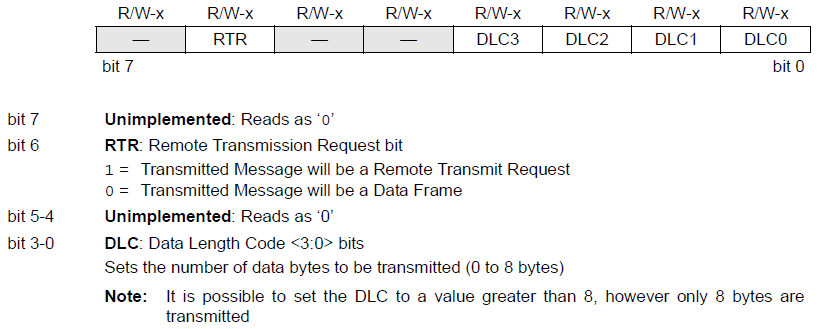 R/W-x R/W-x R/W-x R/W-x R/W-x R/W-x R/W-x R/W-x
— RTR — — DLC3 DLC2 DLC1 DLC0
bit 7 bit 0
bit 7 Unimplemented: Reads as ‘0’
bit 6 RTR: Remote Transmission Request bit
1 = Transmitted Message will be a Remote Transmit Request
0 = Transmitted Message will be a Data Frame
bit 5-4 Unimplemented: Reads as ‘0’
bit 3-0 DLC: Data Length Code <3:0> bits
Sets the number of data bytes to be transmitted (0 to 8 bytes)
Note: It is possible to set the DLC to a value greater than 8, however only 8 bytes are
transmitted